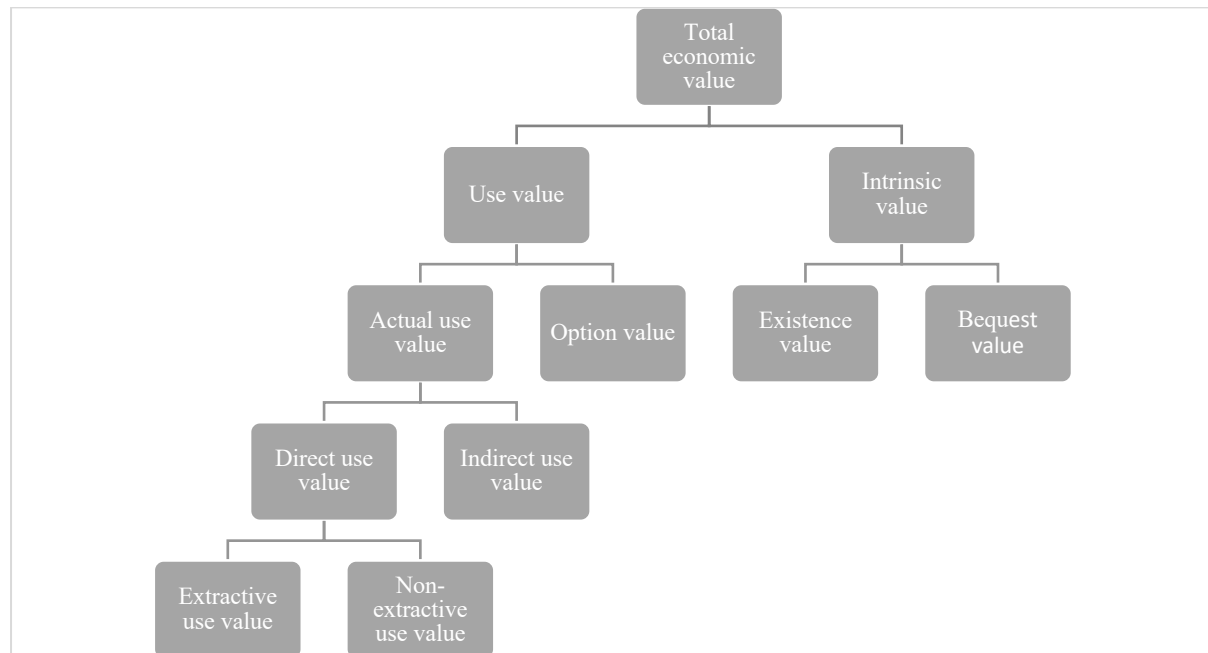 Total
economic
value
Use value
Intrinsic
value
Actual use
value
Option value
Existence
value
Bequest
value
Direct use
value
Indirect use
value
Extractive
use value
Non-
extractive
use value